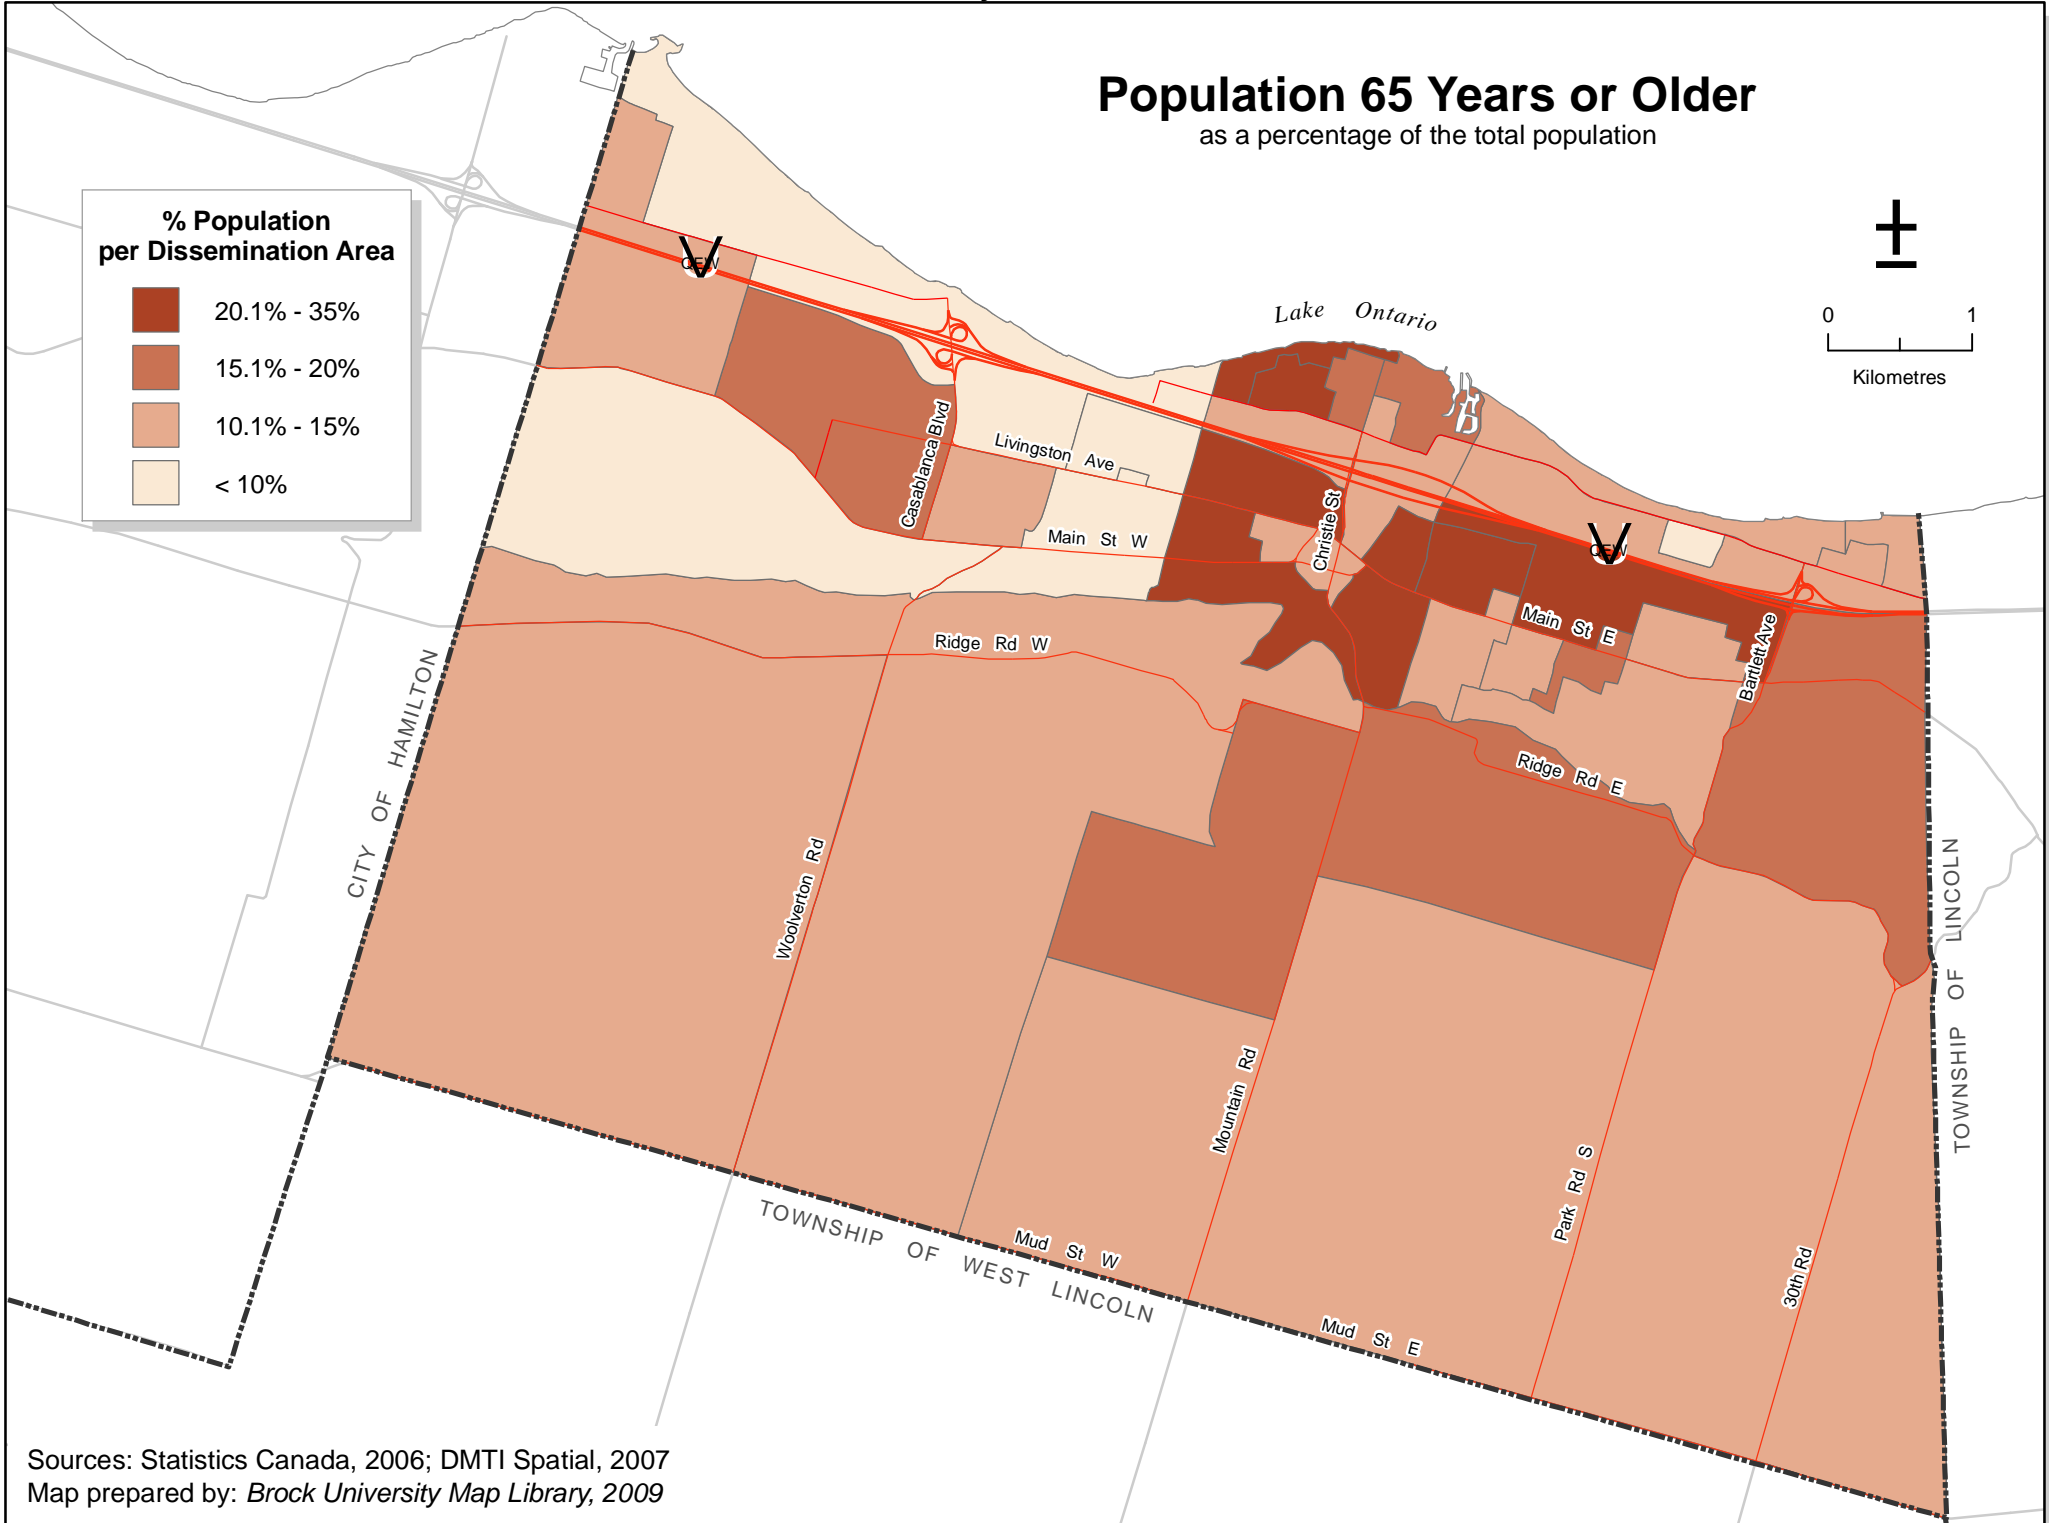 Population 65 Years or Older
as a percentage of the total population
% Population
per Dissemination Area
20.1% - 35%
15.1% - 20%
10.1% - 15%
< 10%
QEW
0 1
Kilometres
Lake Ontario
Casablanca Blvd
Livingston Ave
Main St W
Christie St
QEW
Main St E
Bartlett Ave
Ridge Rd W
Ridge Rd E
CITY OF HAMILTON
Woolverton Rd
Mountain Rd
Park Rd S
30th Rd
TOWNSHIP OF LINCOLN
TOWNSHIP OF WEST LINCOLN
Mud St W
Mud St E
Sources: Statistics Canada, 2006; DMTI Spatial, 2007
Map prepared by: Brock University Map Library, 2009